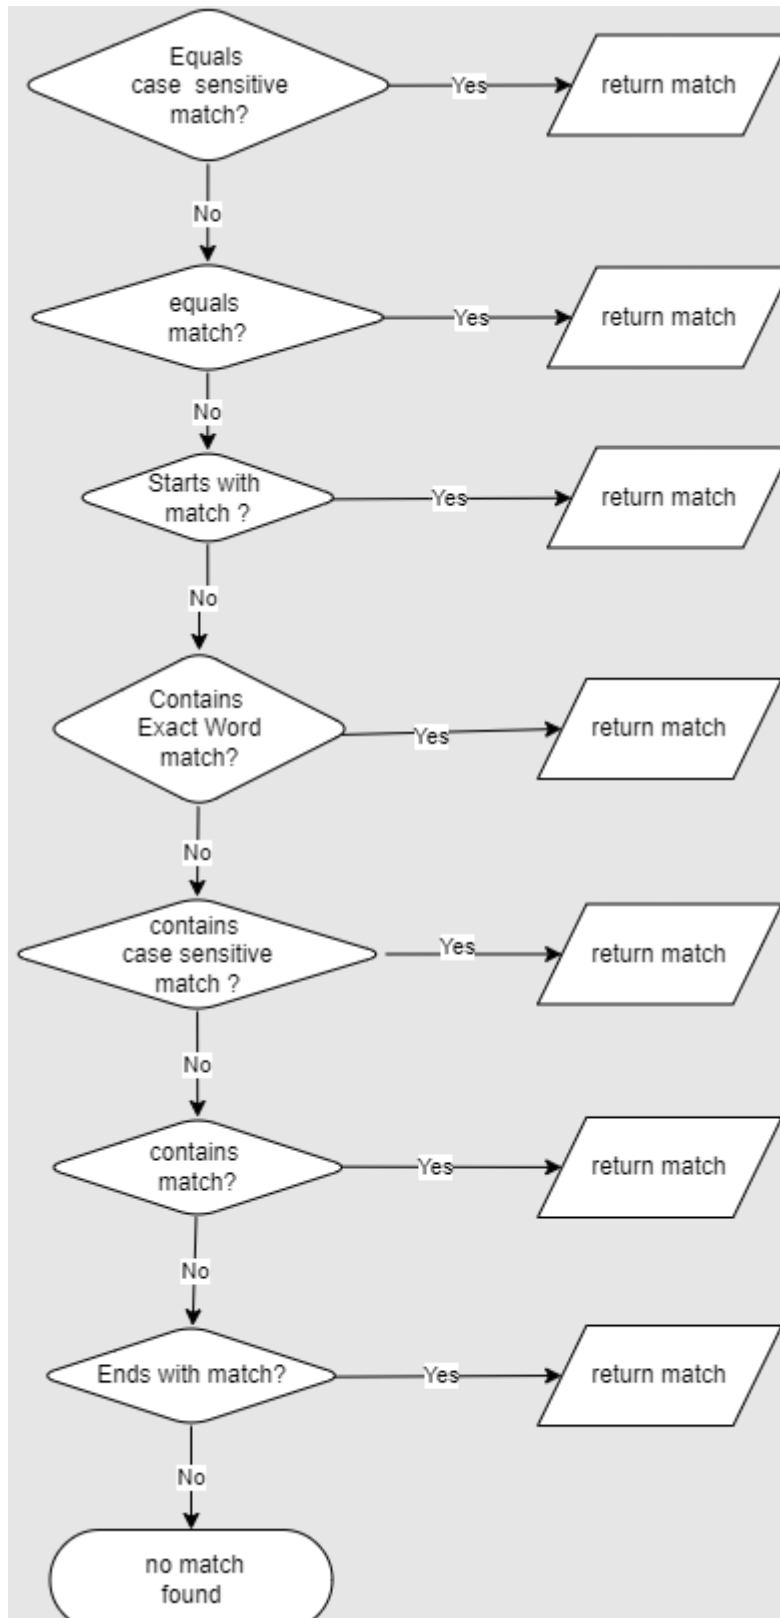 Equals
case  sensitive
match?
Yes
return match
No
equals
match?
Yes
return match
No
Starts with
match ?
Yes
return match
No
Contains
Exact Word
match?
Yes
return match
No
contains
case sensitive
match ?
Yes
return match
No
contains
match?
Yes
return match
No
Ends with match?
Yes
return match
No
no match
found